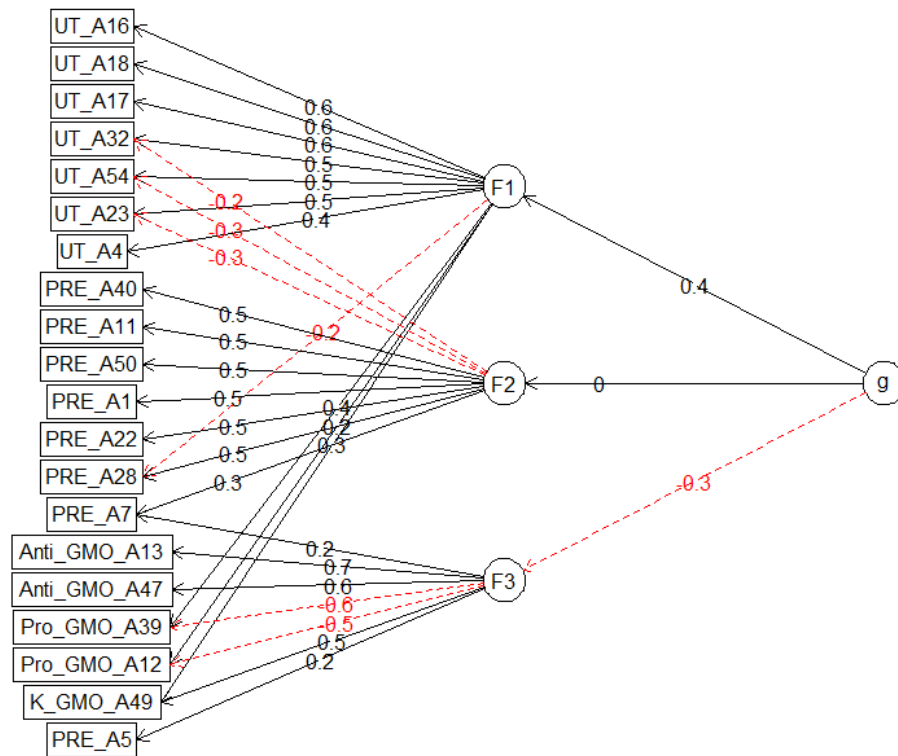 UT_A16
UT_A18
UT_A17
UT_A32
UT_A54
UT_A23
UT_A4
PRE_A40
PRE_A11
PRE_A50
PRE_A1
PRE_A22
PRE_A28
PRE_A7
Anti_GMO_A13
Anti_GMO_A47
Pro_GMO_A39
Pro_GMO_A12
K_GMO_A49
PRE_A5
0.6
0.6
0.6
0.5
0.5
0.5
0.4
-0.2
-0.3
-0.3
0.5
0.5
0.5
0.5
0.5
0.5
0.3
-0.2
0.4
0.2
0.3
0.2
0.7
0.6
-0.6
-0.5
0.5
0.2
F1
F2
F3
0.4
0
-0.3
g